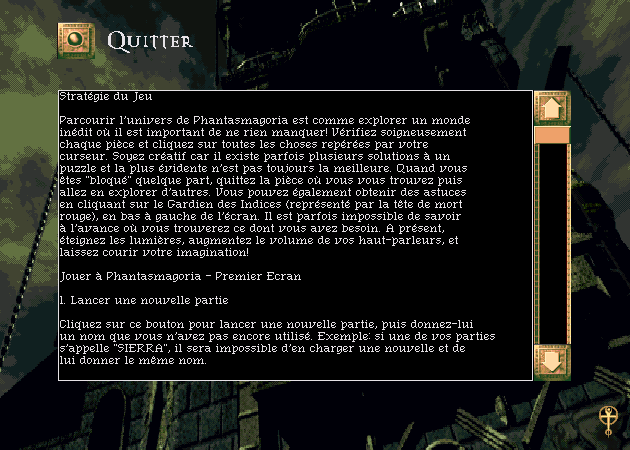 Quitter
Stratégie du Jeu
Parcourir l'univers de Phantasmagoria est comme explorer un monde
inédit où il est important de ne rien manquer! Vérifiez soigneusement
chaque pièce et cliquez sur toutes les choses repérées par votre
curseur. Soyez créatif car il existe parfois plusieurs solutions à un
puzzle et la plus évidente n'est pas toujours la meilleure. Quand vous
êtes "bloqué" quelque part, quittez la pièce où vous vous trouvez puis
allez en explorer d'autres. Vous pouvez également obtenir des astuces
en cliquant sur le Gardien des Indices (représenté par la tête de mort
rouge), en bas à gauche de l'écran. Il est parfois impossible de savoir
à l'avance où vous trouverez ce dont vous avez besoin. A présent,
éteignez les lumières, augmentez le volume de vos haut-parleurs, et
laissez courir votre imagination!
Jouer à Phantasmagoria - Premier Ecran
1. Lancer une nouvelle partie
Cliquez sur ce bouton pour lancer une nouvelle partie, puis donnez-lui
un nom que vous n'avez pas encore utilisé. Exemple: si une de vos parties
s'appelle "SIERRA", il sera impossible d'en charger une nouvelle et de
lui donner le même nom.